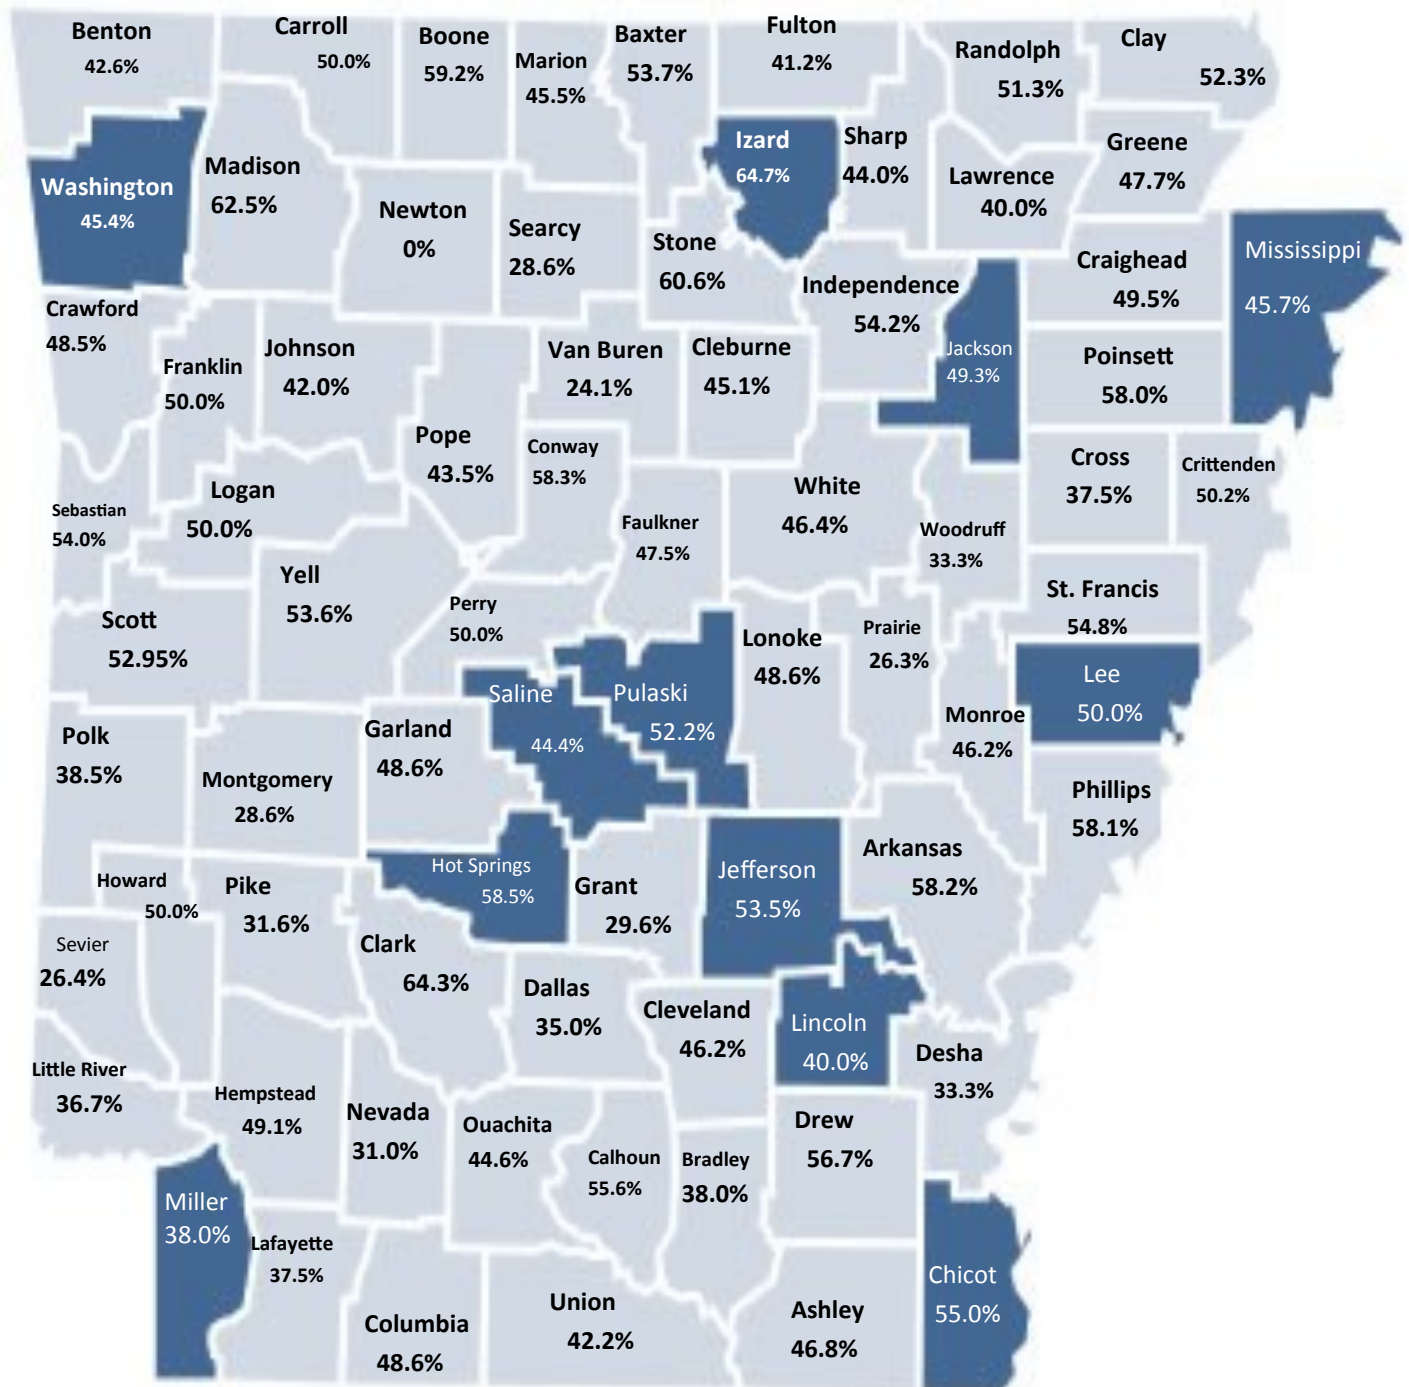 Benton
42.6%
Carroll
50.0%
Boone
59.2%
Marion
45.5%
Baxter
53.7%
Fulton
41.2%
Randolph
51.3%
Clay
52.3%
Washington
45.4%
Madison
62.5%
Newton
0%
Searcy
28.6%
Stone
60.6%
Izard
64.7%
Sharp
44.0%
Lawrence
40.0%
Greene
47.7%
Independence
54.2%
Craighead
49.5%
Mississippi
45.7%
Crawford
48.5%
Franklin
50.0%
Johnson
42.0%
Van Buren
24.1%
Cleburne
45.1%
Jackson
49.3%
Poinsett
58.0%
Pope
43.5%
Conway
58.3%
Sebastian
54.0%
Logan
50.0%
Faulkner
47.5%
White
46.4%
Woodruff
33.3%
Cross
37.5%
Crittenden
50.2%
Scott
52.95%
Yell
53.6%
Perry
50.0%
Lonoke
48.6%
Prairie
26.3%
St. Francis
54.8%
Lee
50.0%
Saline
44.4%
Pulaski
52.2%
Monroe
46.2%
Polk
38.5%
Montgomery
28.6%
Garland
48.6%
Phillips
58.1%
Howard
50.0%
Pike
31.6%
Hot Springs
58.5%
Grant
29.6%
Jefferson
53.5%
Arkansas
58.2%
Sevier
26.4%
Clark
64.3%
Dallas
35.0%
Cleveland
46.2%
Lincoln
40.0%
Desha
33.3%
Little River
36.7%
Hempstead
49.1%
Nevada
31.0%
Ouachita
44.6%
Calhoun
55.6%
Bradley
38.0%
Drew
56.7%
Miller
38.0%
Lafayette
37.5%
Columbia
48.6%
Union
42.2%
Ashley
46.8%
Chicot
55.0%